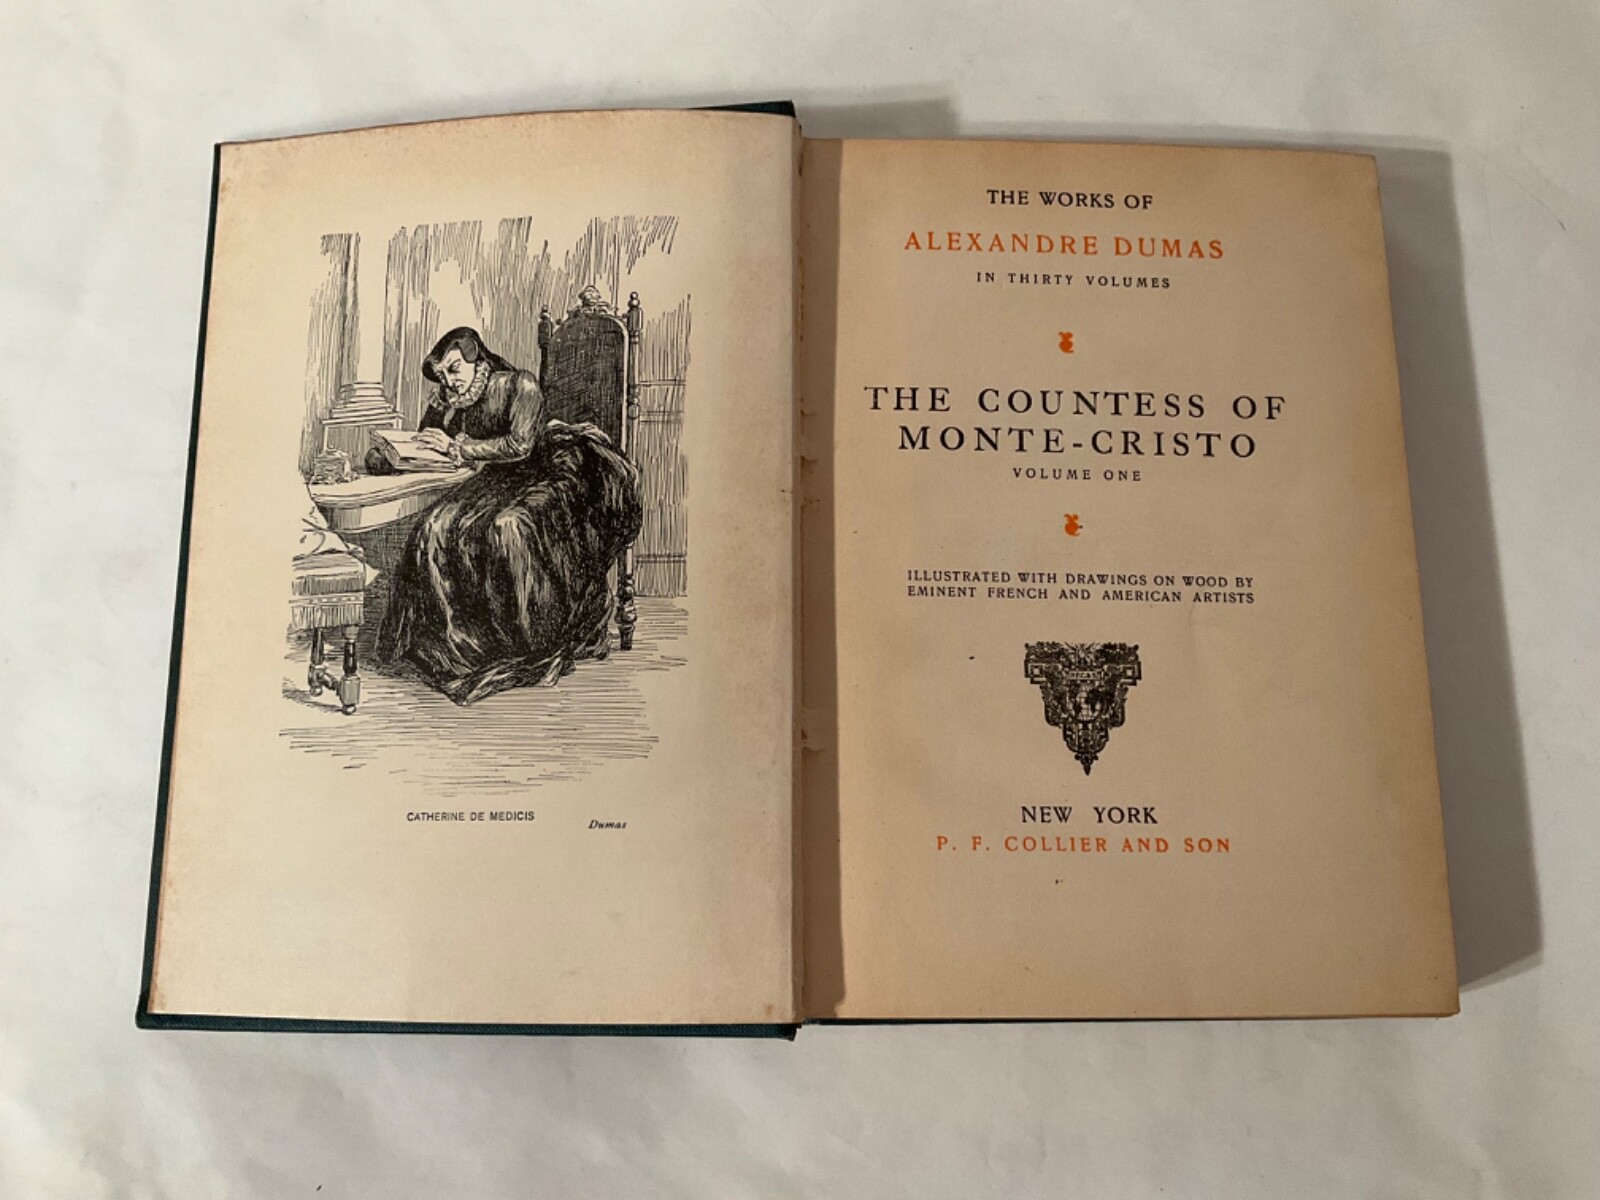 CATHERINE DE MEDICIS
Dumas
THE WORKS OF
ALEXANDRE DUMAS
IN THIRTY VOLUMES
THE COUNTESS OF
MONTE-CRISTO
VOLUME ONE
ILLUSTRATED WITH DRAWINGS ON WOOD BY
EMINENT FRENCH AND AMERICAN ARTISTS
NEW YORK
P. F. COLLIER AND SON